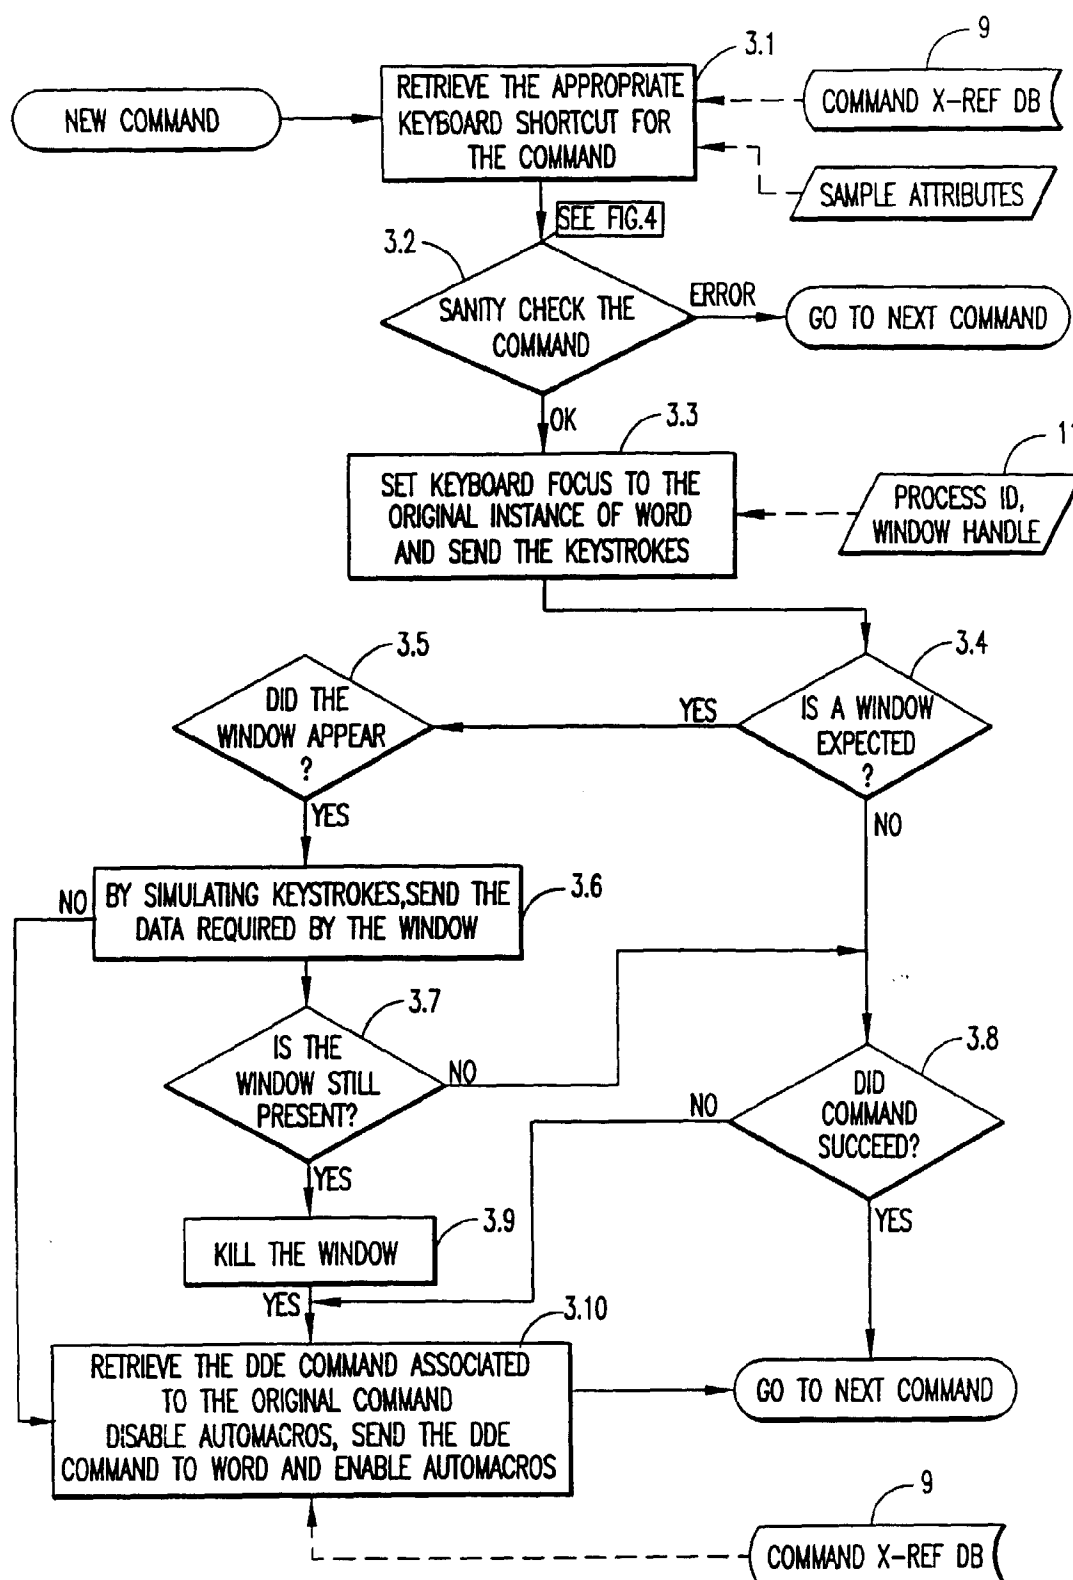 3.1
9
RETRIEVE THE APPROPRIATE
KEYBOARD SHORTCUT FOR
THE COMMAND
NEW COMMAND
COMMAND X-REF DB
SAMPLE ATTRIBUTES
SEE FIG.4
3.2
SANITY CHECK THE
COMMAND
ERROR
GO TO NEXT COMMAND
OK
3.3
SET KEYBOARD FOCUS TO THE
ORIGINAL INSTANCE OF WORD
AND SEND THE KEYSTROKES
PROCESS ID,
WINDOW HANDLE
3.5
DID THE
WINDOW APPEAR
?
YES
3.4
IS A WINDOW
EXPECTED
?
YES
NO
NO
BY SIMULATING KEYSTROKES,SEND THE
DATA REQUIRED BY THE WINDOW
3.6
3.7
IS THE
WINDOW STILL
PRESENT?
NO
3.8
DID
COMMAND
SUCCEED?
NO
YES
YES
3.9
KILL THE WINDOW
YES
3.10
RETRIEVE THE DDE COMMAND ASSOCIATED
TO THE ORIGINAL COMMAND
DISABLE AUTOMACROS, SEND THE DDE
COMMAND TO WORD AND ENABLE AUTOMACROS
GO TO NEXT COMMAND
9
COMMAND X-REF DB